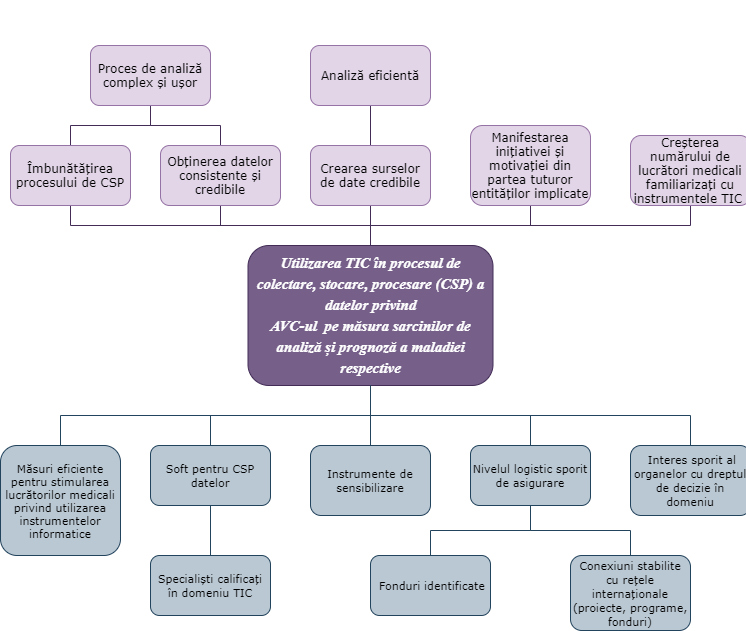 Proces de analiză
complex și ușor
Analiză eficientă
Îmbunătățirea
procesului de CSP
Obținerea datelor
consistente și
credibile
Crearea surselor
de date credibile
Manifestarea
inițiativei și
motivației din
partea tuturor
entităților implicate
Creșterea
numărului de
lucrători medicali
familiarizați cu
instrumentele TIC
Utilizarea TIC în procesul de
colectare, stocare, procesare (CSP) a
datelor privind
AVC-ul pe măsura sarcinilor de
analiză și prognoză a maladiei
respective
Măsuri eficiente
pentru stimularea
lucrătorilor medicali
privind utilizarea
instrumentelor
informatice
Soft pentru CSP
datelor
Instrumente de
sensibilizare
Nivelul logistic sporit
de asigurare
Interes sporit al
organelor cu dreptul
de decizie în
domeniu
Specialiști calificați
în domeniu TIC
Fonduri identificate
Conexiuni stabilite
cu rețele
internaționale
(proiecte, programe,
fonduri)